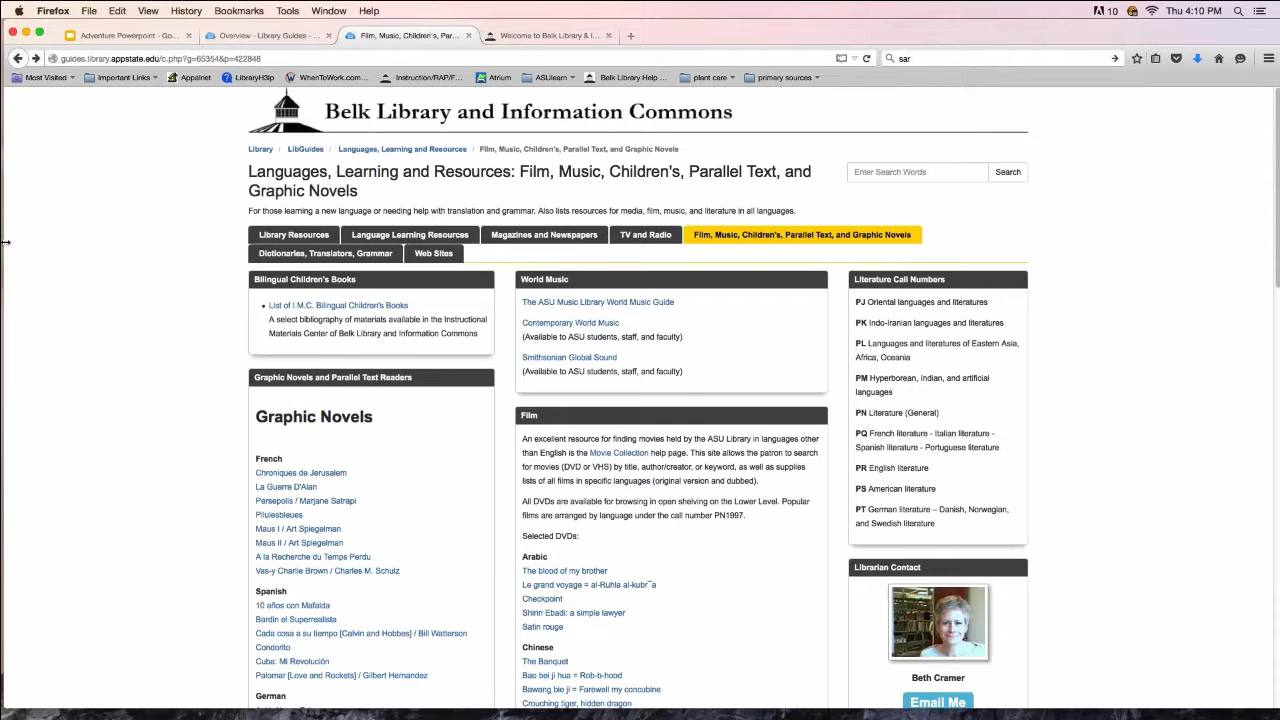 Firefox File Edit View History Bookmarks Tools Window Help
10 Thu 4:10 PM
Adventure Powerpoint - Go...
Overview - Library Guides - ...
Film, Music, Children's, Par...
Welcome to Belk Library & I...
guides.library.appstate.edu/c.php?g=65354&p=422848
sar
Most Visited Important Links Appalnet LibraryH3lp WhenToWork.com... Instruction/RAP/F... Atrium ASUlearn Belk Library Help ... plant care primary sources
Belk Library and Information Commons
Library / LibGuides / Languages, Learning and Resources / Film, Music, Children's, Parallel Text, and Graphic Novels
Languages, Learning and Resources: Film, Music, Children's, Parallel Text, and
Graphic Novels
Enter Search Words
Search
For those learning a new language or needing help with translation and grammar. Also lists resources for media, film, music, and literature in all languages.
Library Resources
Language Learning Resources
Magazines and Newspapers
TV and Radio
Film, Music, Children's, Parallel Text, and Graphic Novels
Dictionaries, Translators, Grammar
Web Sites
Bilingual Children's Books
List of I.M.C. Bilingual Children's Books
A select bibliography of materials available in the Instructional
Materials Center of Belk Library and Information Commons
Graphic Novels and Parallel Text Readers
Graphic Novels
French
Chroniques de Jerusalem
La Guerre D'Alan
Persepolis / Marjane Satrapi
Pilulesbleues
Maus I / Art Spiegelman
Maus II / Art Spiegelman
A la Recherche du Temps Perdu
Vas-y Charlie Brown / Charles M. Schulz
Spanish
10 años con Mafalda
Bardín el Superrealista
Cada cosa a su tiempo [Calvin and Hobbes] / Bill Watterson
Condorito
Cuba: Mi Revolución
Palomar [Love and Rockets] / Gilbert Hernandez
German
World Music
The ASU Music Library World Music Guide
Contemporary World Music
(Available to ASU students, staff, and faculty)
Smithsonian Global Sound
(Available to ASU students, staff, and faculty)
Film
An excellent resource for finding movies held by the ASU Library in languages other
than English is the Movie Collection help page. This site allows the patron to search
for movies (DVD or VHS) by title, author/creator, or keyword, as well as supplies
lists of all films in specific languages (original version and dubbed).
All DVDs are available for browsing in open shelving on the Lower Level. Popular
films are arranged by language under the call number PN1997.
Selected DVDs:
Arabic
The blood of my brother
Le grand voyage = al-Ruhla al-kubr¯a
Checkpoint
Shirin Ebadi: a simple lawyer
Satin rouge
Chinese
The Banquet
Bao bei ji hua = Rob-b-hood
Bawang bie ji = Farewell my concubine
Crouching tiger, hidden dragon
Literature Call Numbers
PJ Oriental languages and literatures
PK Indo-Iranian languages and literatures
PL Languages and literatures of Eastern Asia,
Africa, Oceania
PM Hyperborean, Indian, and artificial
languages
PN Literature (General)
PQ French literature - Italian literature -
Spanish literature - Portuguese literature
PR English literature
PS American literature
PT German literature – Danish, Norwegian,
and Swedish literature
Librarian Contact
Beth Cramer
Email Me